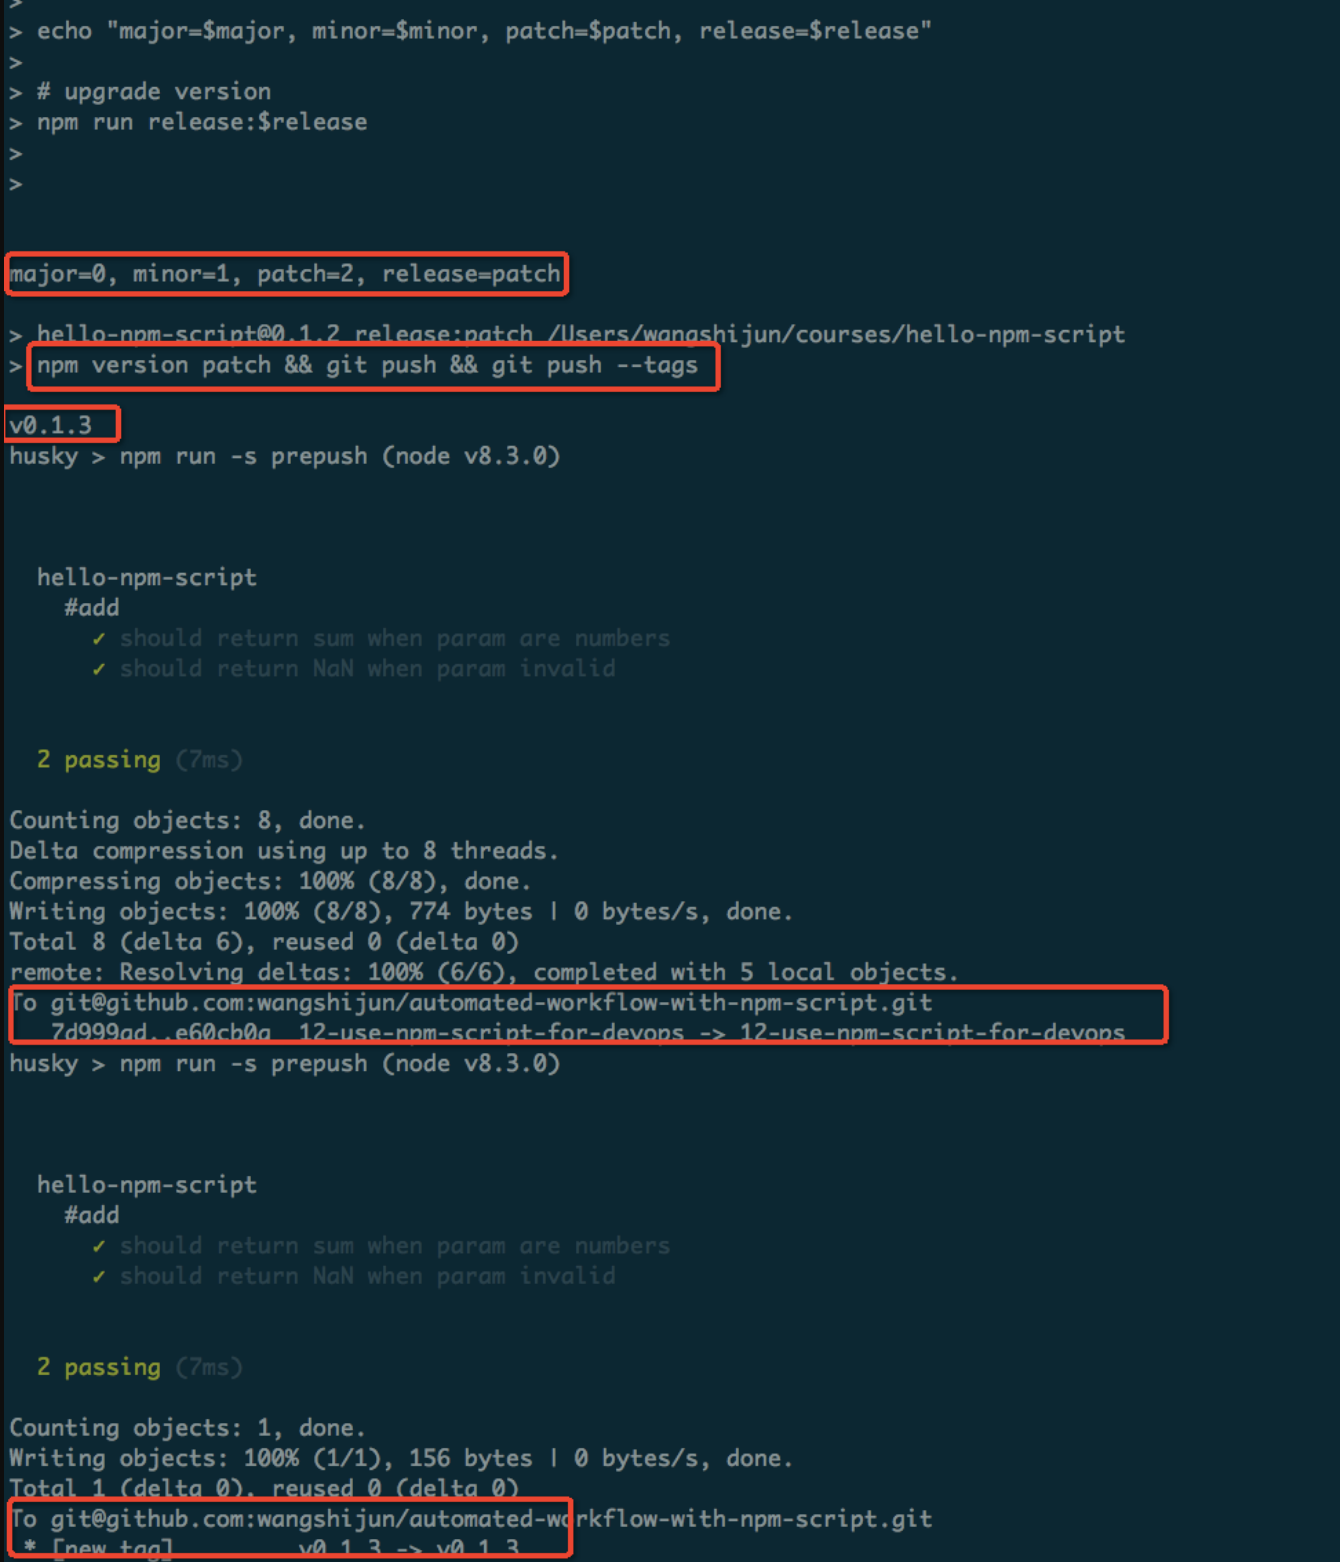 >
> echo "major=$major, minor=$minor, patch=$patch, release=$release"
>
> # upgrade version
> npm run release:$release
>
>
major=0, minor=1, patch=2, release=patch
> hello-npm-script@0.1.2 release:patch /Users/wangshijun/courses/hello-npm-script
> npm version patch && git push && git push --tags
v0.1.3
husky > npm run -s prepush (node v8.3.0)
hello-npm-script
#add
✓ should return sum when param are numbers
✓ should return NaN when param invalid
2 passing (7ms)
Counting objects: 8, done.
Delta compression using up to 8 threads.
Compressing objects: 100% (8/8), done.
Writing objects: 100% (8/8), 774 bytes | 0 bytes/s, done.
Total 8 (delta 6), reused 0 (delta 0)
remote: Resolving deltas: 100% (6/6), completed with 5 local objects.
To git@github.com:wangshijun/automated-workflow-with-npm-script.git
7d999ad..e60cb0a  12-use-npm-script-for-devops -> 12-use-npm-script-for-devops
husky > npm run -s prepush (node v8.3.0)
hello-npm-script
#add
✓ should return sum when param are numbers
✓ should return NaN when param invalid
2 passing (7ms)
Counting objects: 1, done.
Writing objects: 100% (1/1), 156 bytes | 0 bytes/s, done.
Total 1 (delta 0), reused 0 (delta 0)
To git@github.com:wangshijun/automated-workflow-with-npm-script.git
* [new tag]         v0.1.3 -> v0.1.3